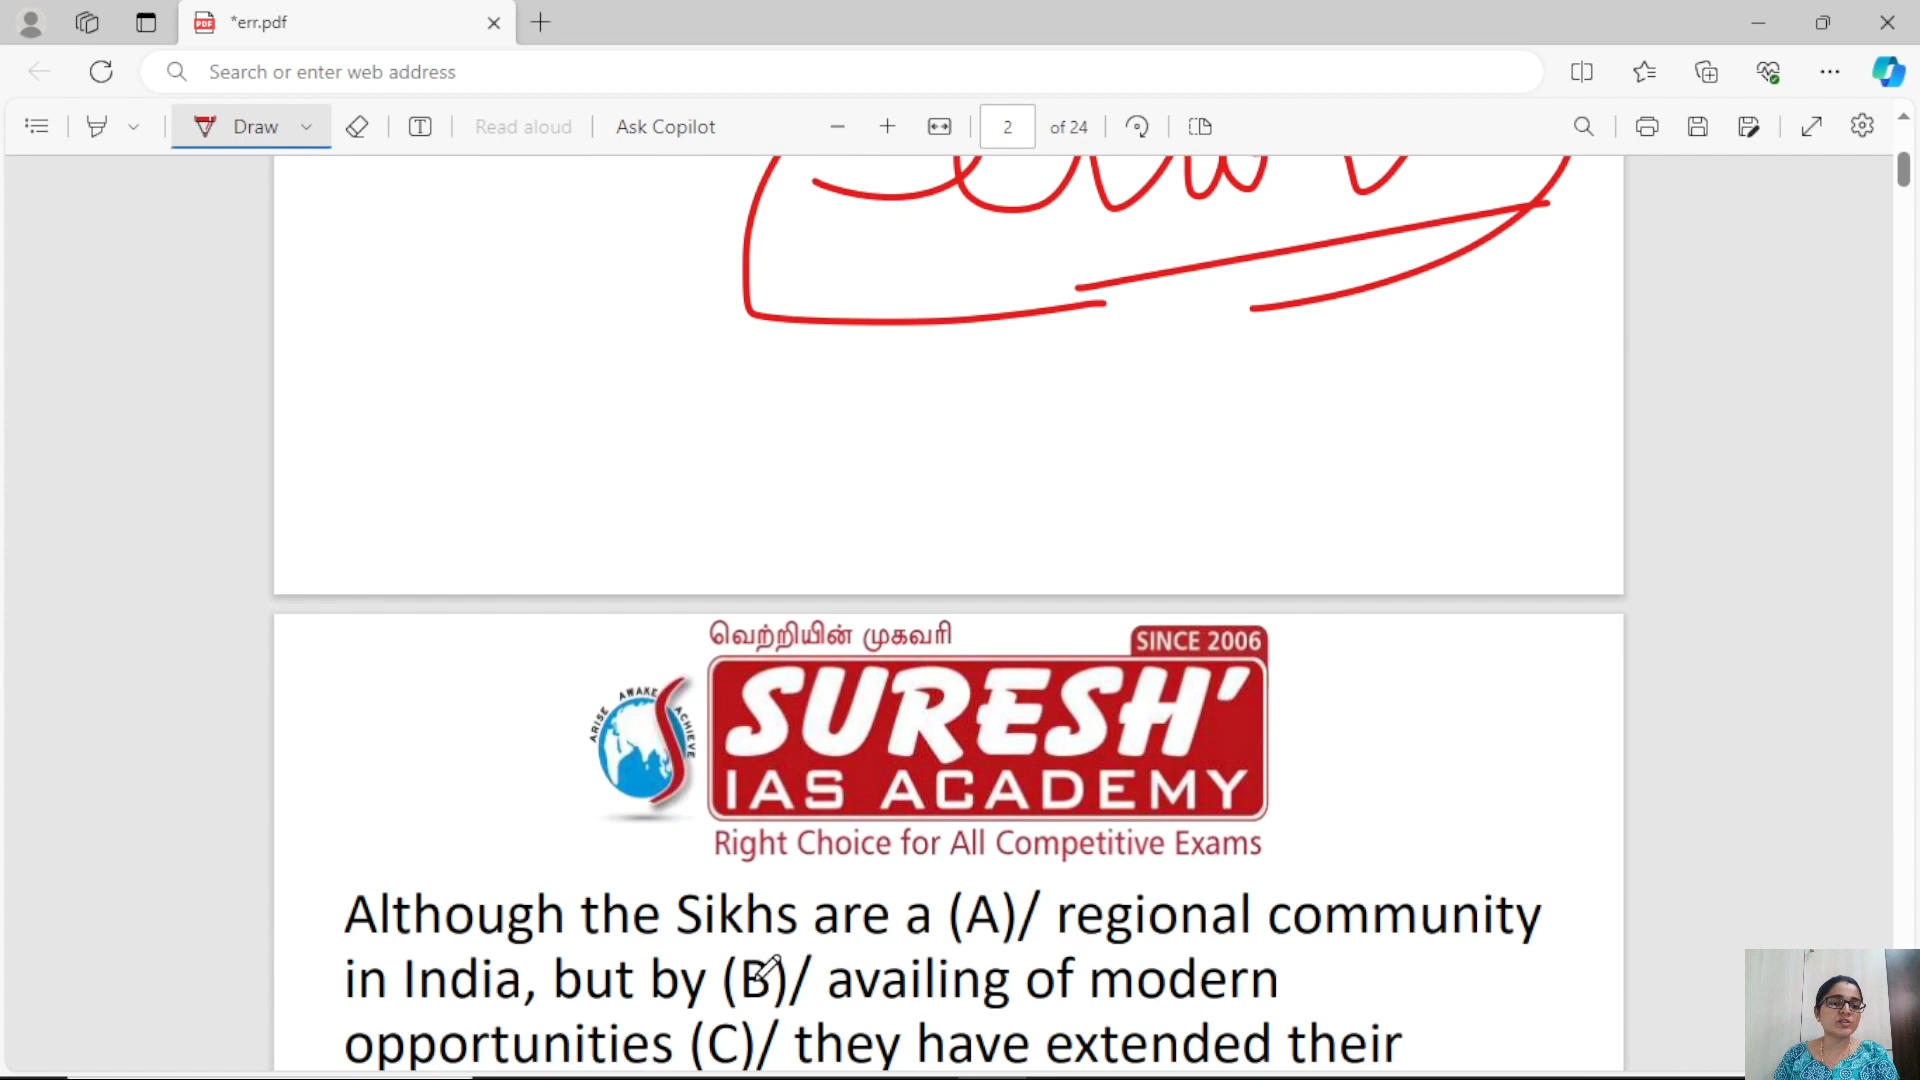 *err.pdf
Search or enter web address
Draw
Read aloud
Ask Copilot
2 of 24
வெற்றியின் முகவரி
SINCE 2006
ARISE AWAKE ACHIEVE
SURESH'
IAS ACADEMY
Right Choice for All Competitive Exams
Although the Sikhs are a (A)/ regional community
in India, but by (B)/ availing of modern
opportunities (C)/ they have extended their